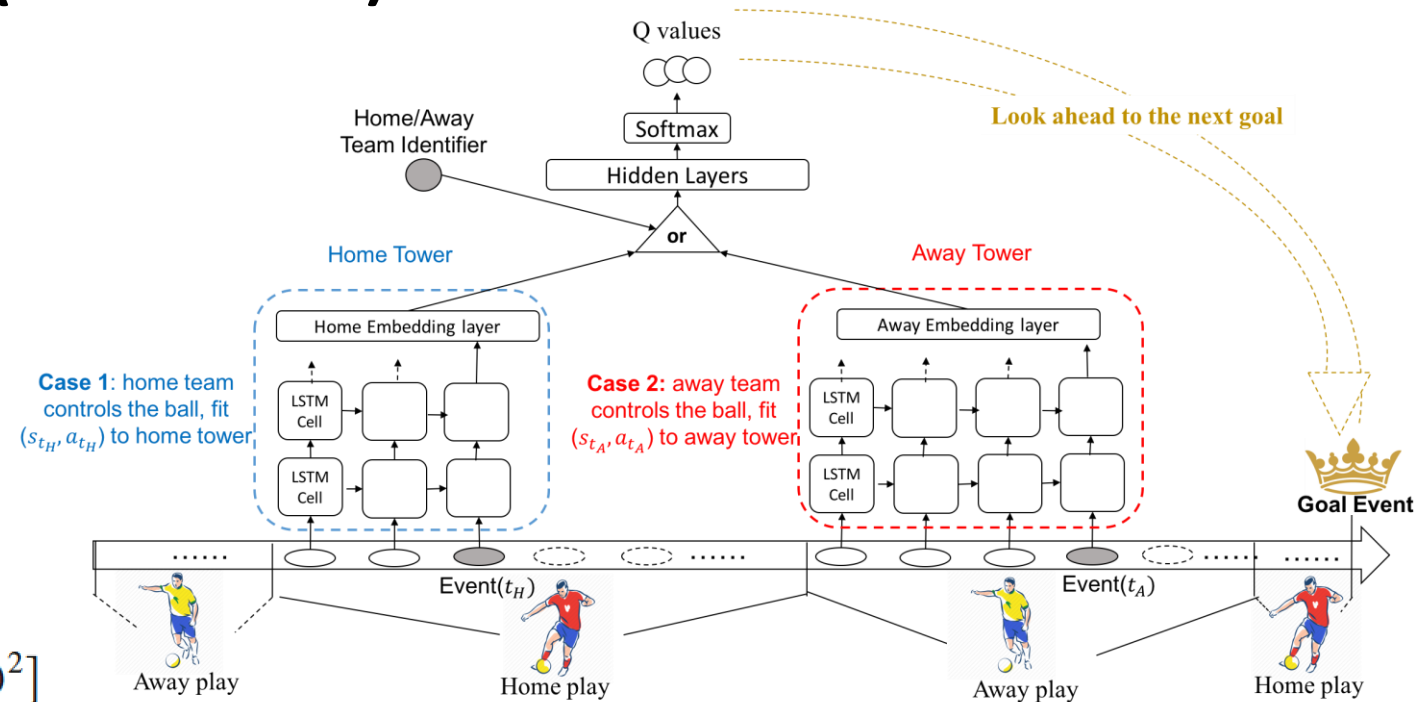 Q values
Look ahead to the next goal
Softmax
Home/Away
Team Identifier
Hidden Layers
or
Home Tower
Away Tower
Home Embedding layer
Away Embedding layer
Case 1: home team
controls the ball, fit
(s_{t_H}, a_{t_H}) to home tower
LSTM
Cell
LSTM
Cell
Case 2: away team
controls the ball, fit
(s_{t_A}, a_{t_A}) to away tower
LSTM
Cell
LSTM
Cell
Goal Event
......
......
......
......
Event(t_H)
Event(t_A)
Away play
Home play
Away play
Home play
²]